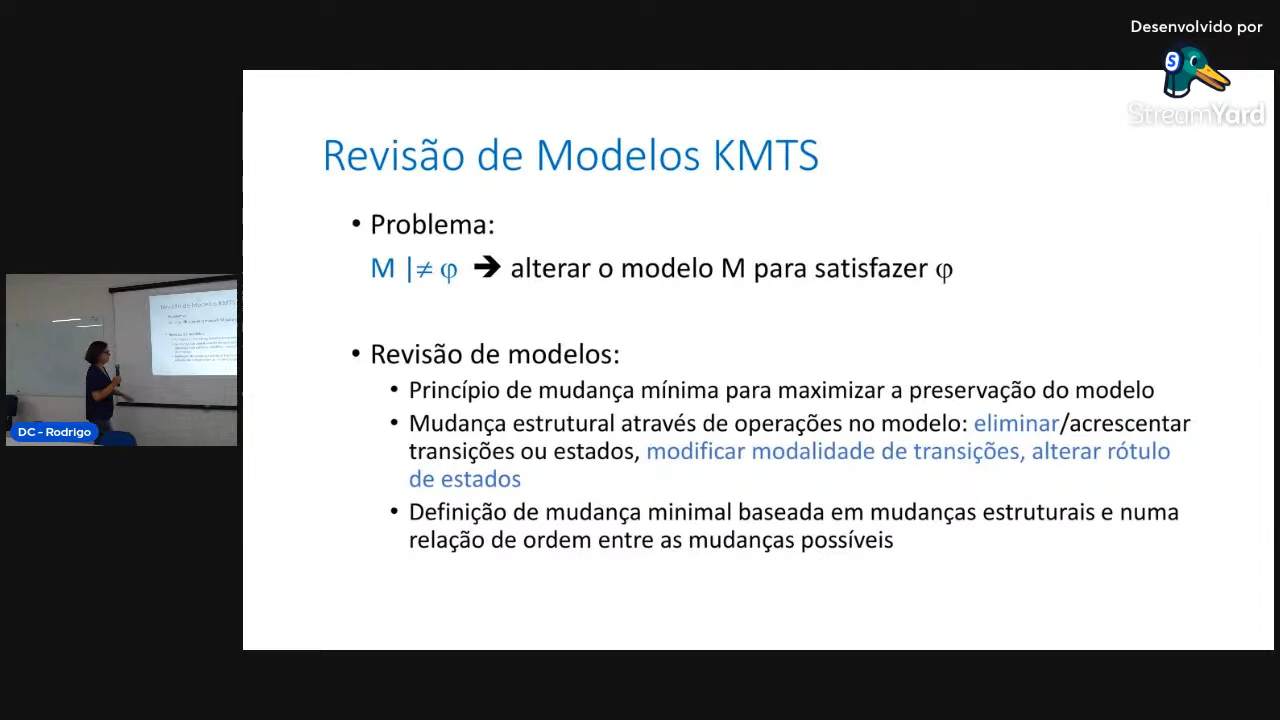 Desenvolvido por
StreamYard
Revisão de Modelos KMTS
• Problema:
M |≠ φ ➔ alterar o modelo M para satisfazer φ
• Revisão de modelos:
• Princípio de mudança mínima para maximizar a preservação do modelo
• Mudança estrutural através de operações no modelo: eliminar/acrescentar
transições ou estados, modificar modalidade de transições, alterar rótulo
de estados
• Definição de mudança minimal baseada em mudanças estruturais e numa
relação de ordem entre as mudanças possíveis
DC - Rodrigo